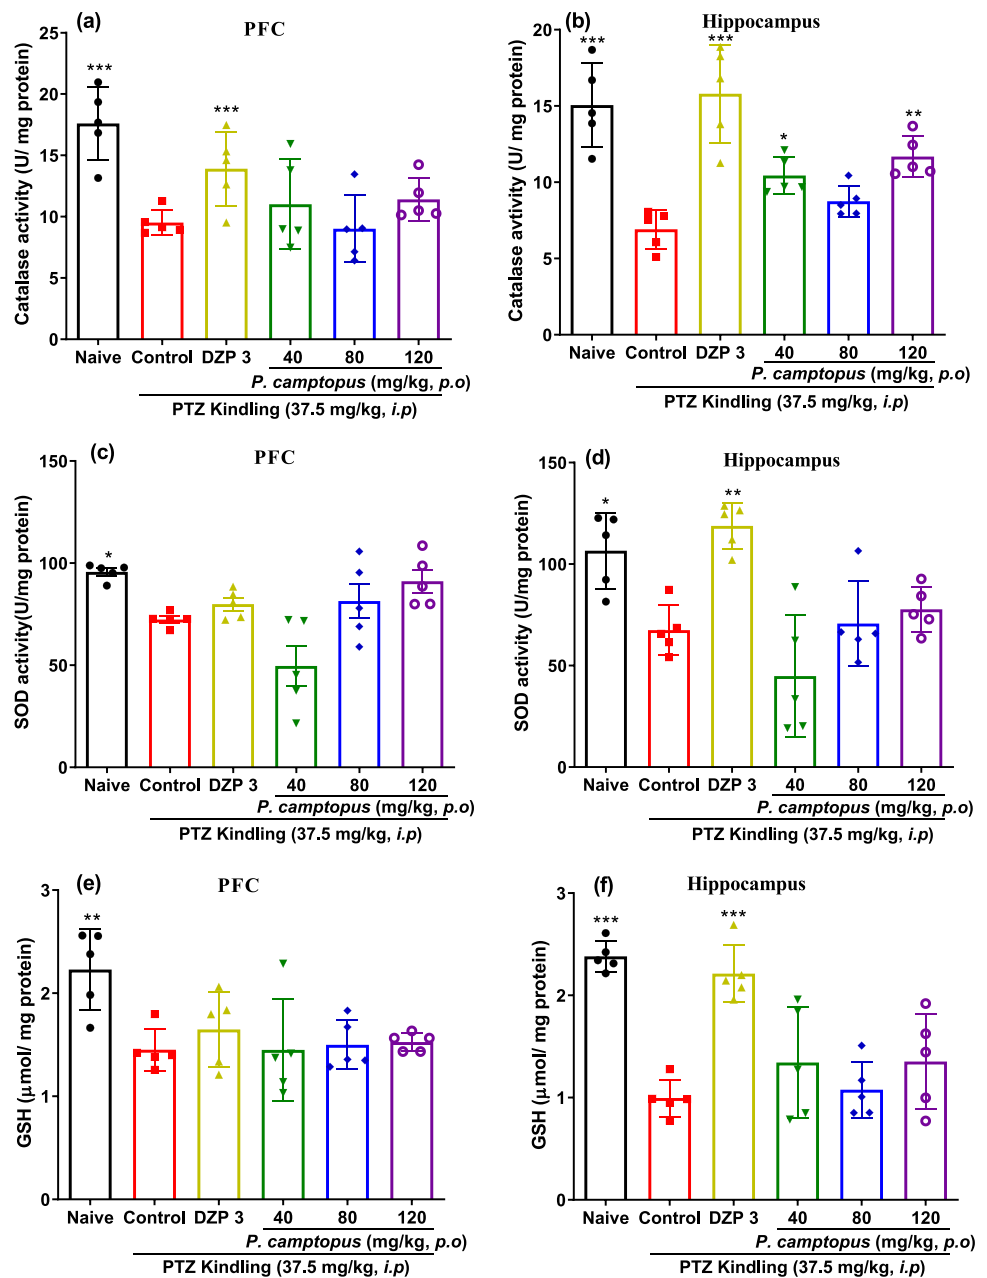 (a)
PFC
***
***
Catalase activity (U/ mg protein)
25
20
15
10
5
0
Naive Control DZP 3 40 80 120
P. camptopus (mg/kg, p.o)
PTZ Kindling (37.5 mg/kg, i.p)
(b)
Hippocampus
***
***
*
**
Catalase activity (U/ mg protein)
20
15
10
5
0
Naive Control DZP 3 40 80 120
P. camptopus (mg/kg, p.o)
PTZ Kindling (37.5 mg/kg, i.p)
(c)
PFC
*
SOD activity(U/mg protein)
150
100
50
0
Naive Control DZP 3 40 80 120
P. camptopus (mg/kg, p.o)
PTZ Kindling (37.5 mg/kg, i.p)
(d)
Hippocampus
*
**
SOD activity (U/mg protein)
150
100
50
0
Naive Control DZP 3 40 80 120
P. camptopus (mg/kg, p.o)
PTZ Kindling (37.5 mg/kg, i.p)
(e)
PFC
**
GSH (μmol/ mg protein)
3
2
1
0
Naive Control DZP 3 40 80 120
P. camptopus (mg/kg, p.o)
PTZ Kindling (37.5 mg/kg, i.p)
(f)
Hippocampus
***
***
GSH (μmol/ mg protein)
3
2
1
0
Naive Control DZP 3 40 80 120
P. camptopus (mg/kg, p.o)
PTZ Kindling (37.5 mg/kg, i.p)